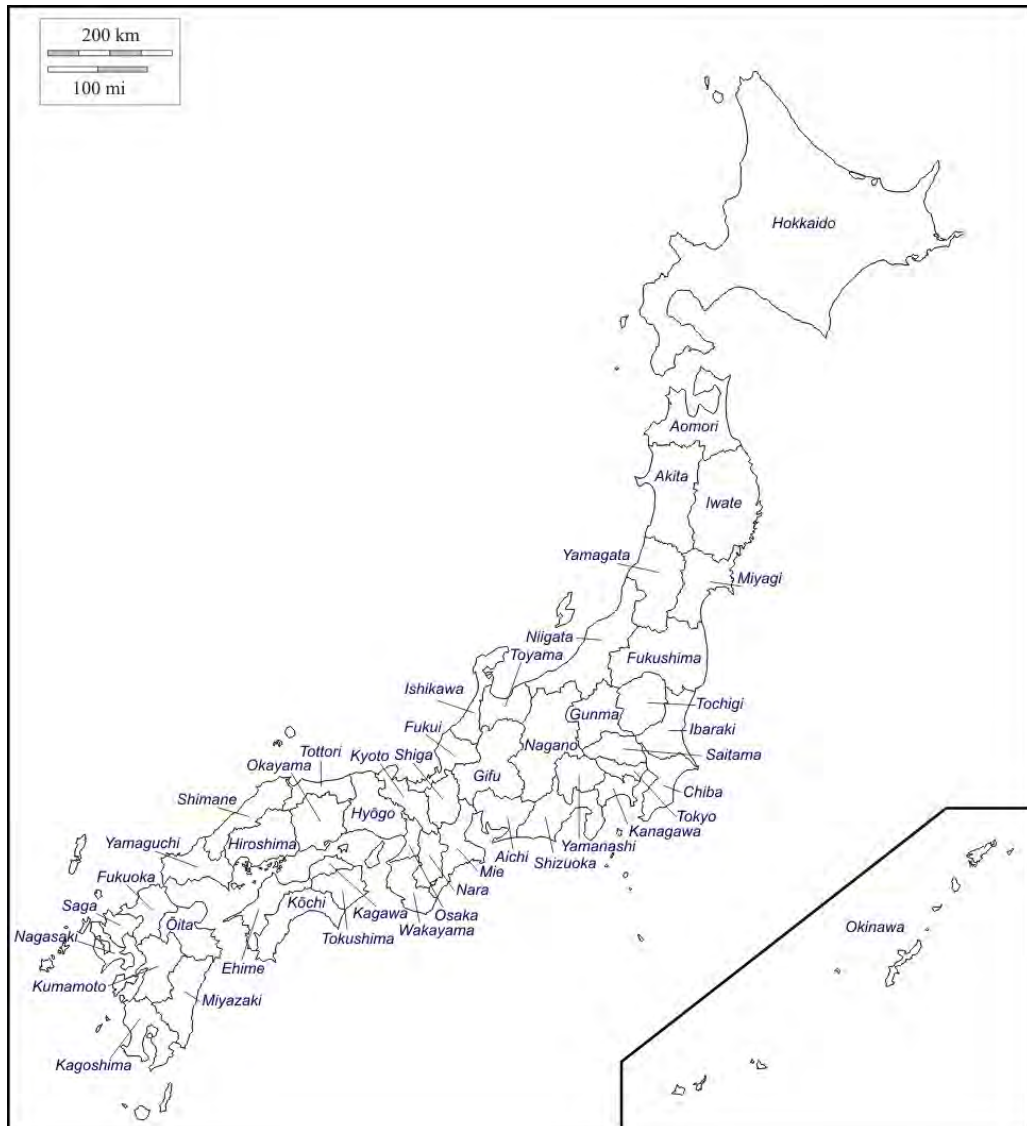 200 km
100 mi
Hokkaido
Aomori
Akita
Iwate
Yamagata
Miyagi
Niigata
Toyama
Fukushima
Ishikawa
Tochigi
Gunma
Ibaraki
Fukui
Nagano
Saitama
Tottori
Kyoto
Shiga
Okayama
Gifu
Chiba
Shimane
Hyōgo
Tokyo
Kanagawa
Yamaguchi
Hiroshima
Yamanashi
Aichi
Shizuoka
Mie
Fukuoka
Nara
Kagawa
Saga
Kōchi
Osaka
Ōita
Wakayama
Tokushima
Okinawa
Nagasaki
Ehime
Kumamoto
Miyazaki
Kagoshima